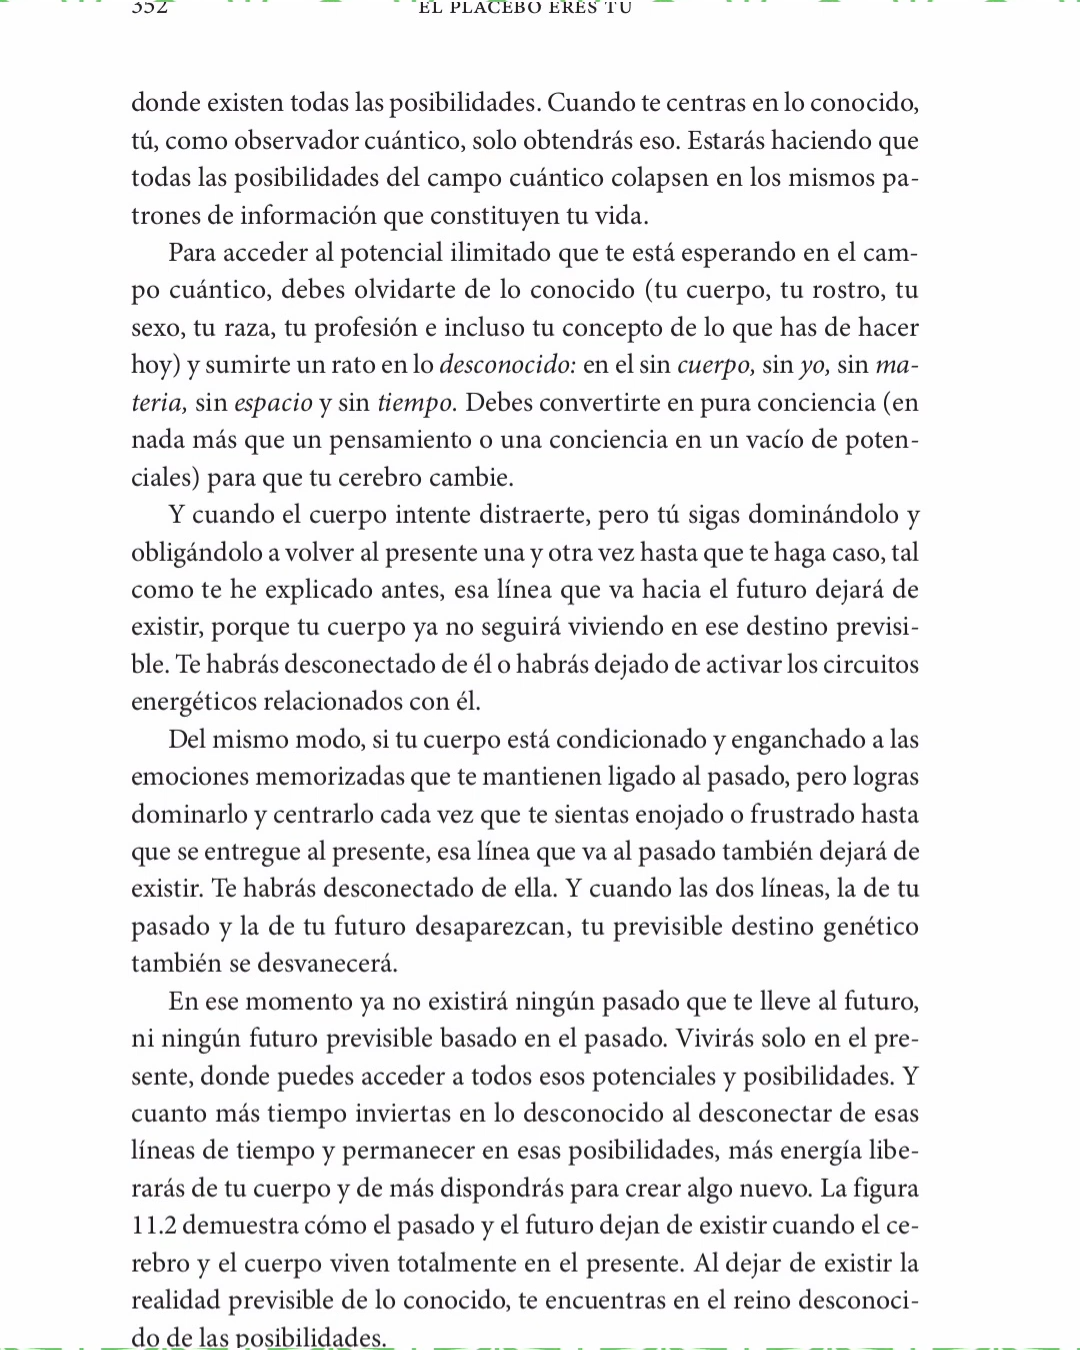 352 EL PLACEBO ERES TÚ
donde existen todas las posibilidades. Cuando te centras en lo conocido,
tú, como observador cuántico, solo obtendrás eso. Estarás haciendo que
todas las posibilidades del campo cuántico colapsen en los mismos pa-
trones de información que constituyen tu vida.
Para acceder al potencial ilimitado que te está esperando en el cam-
po cuántico, debes olvidarte de lo conocido (tu cuerpo, tu rostro, tu
sexo, tu raza, tu profesión e incluso tu concepto de lo que has de hacer
hoy) y sumirte un rato en lo desconocido: en el sin cuerpo, sin yo, sin ma-
teria, sin espacio y sin tiempo. Debes convertirte en pura conciencia (en
nada más que un pensamiento o una conciencia en un vacío de poten-
ciales) para que tu cerebro cambie.
Y cuando el cuerpo intente distraerte, pero tú sigas dominándolo y
obligándolo a volver al presente una y otra vez hasta que te haga caso, tal
como te he explicado antes, esa línea que va hacia el futuro dejará de
existir, porque tu cuerpo ya no seguirá viviendo en ese destino previsi-
ble. Te habrás desconectado de él o habrás dejado de activar los circuitos
energéticos relacionados con él.
Del mismo modo, si tu cuerpo está condicionado y enganchado a las
emociones memorizadas que te mantienen ligado al pasado, pero logras
dominarlo y centrarlo cada vez que te sientas enojado o frustrado hasta
que se entregue al presente, esa línea que va al pasado también dejará de
existir. Te habrás desconectado de ella. Y cuando las dos líneas, la de tu
pasado y la de tu futuro desaparezcan, tu previsible destino genético
también se desvanecerá.
En ese momento ya no existirá ningún pasado que te lleve al futuro,
ni ningún futuro previsible basado en el pasado. Vivirás solo en el pre-
sente, donde puedes acceder a todos esos potenciales y posibilidades. Y
cuanto más tiempo inviertas en lo desconocido al desconectar de esas
líneas de tiempo y permanecer en esas posibilidades, más energía libe-
rarás de tu cuerpo y de más dispondrás para crear algo nuevo. La figura
11.2 demuestra cómo el pasado y el futuro dejan de existir cuando el ce-
rebro y el cuerpo viven totalmente en el presente. Al dejar de existir la
realidad previsible de lo conocido, te encuentras en el reino desconoci-
do de las posibilidades.